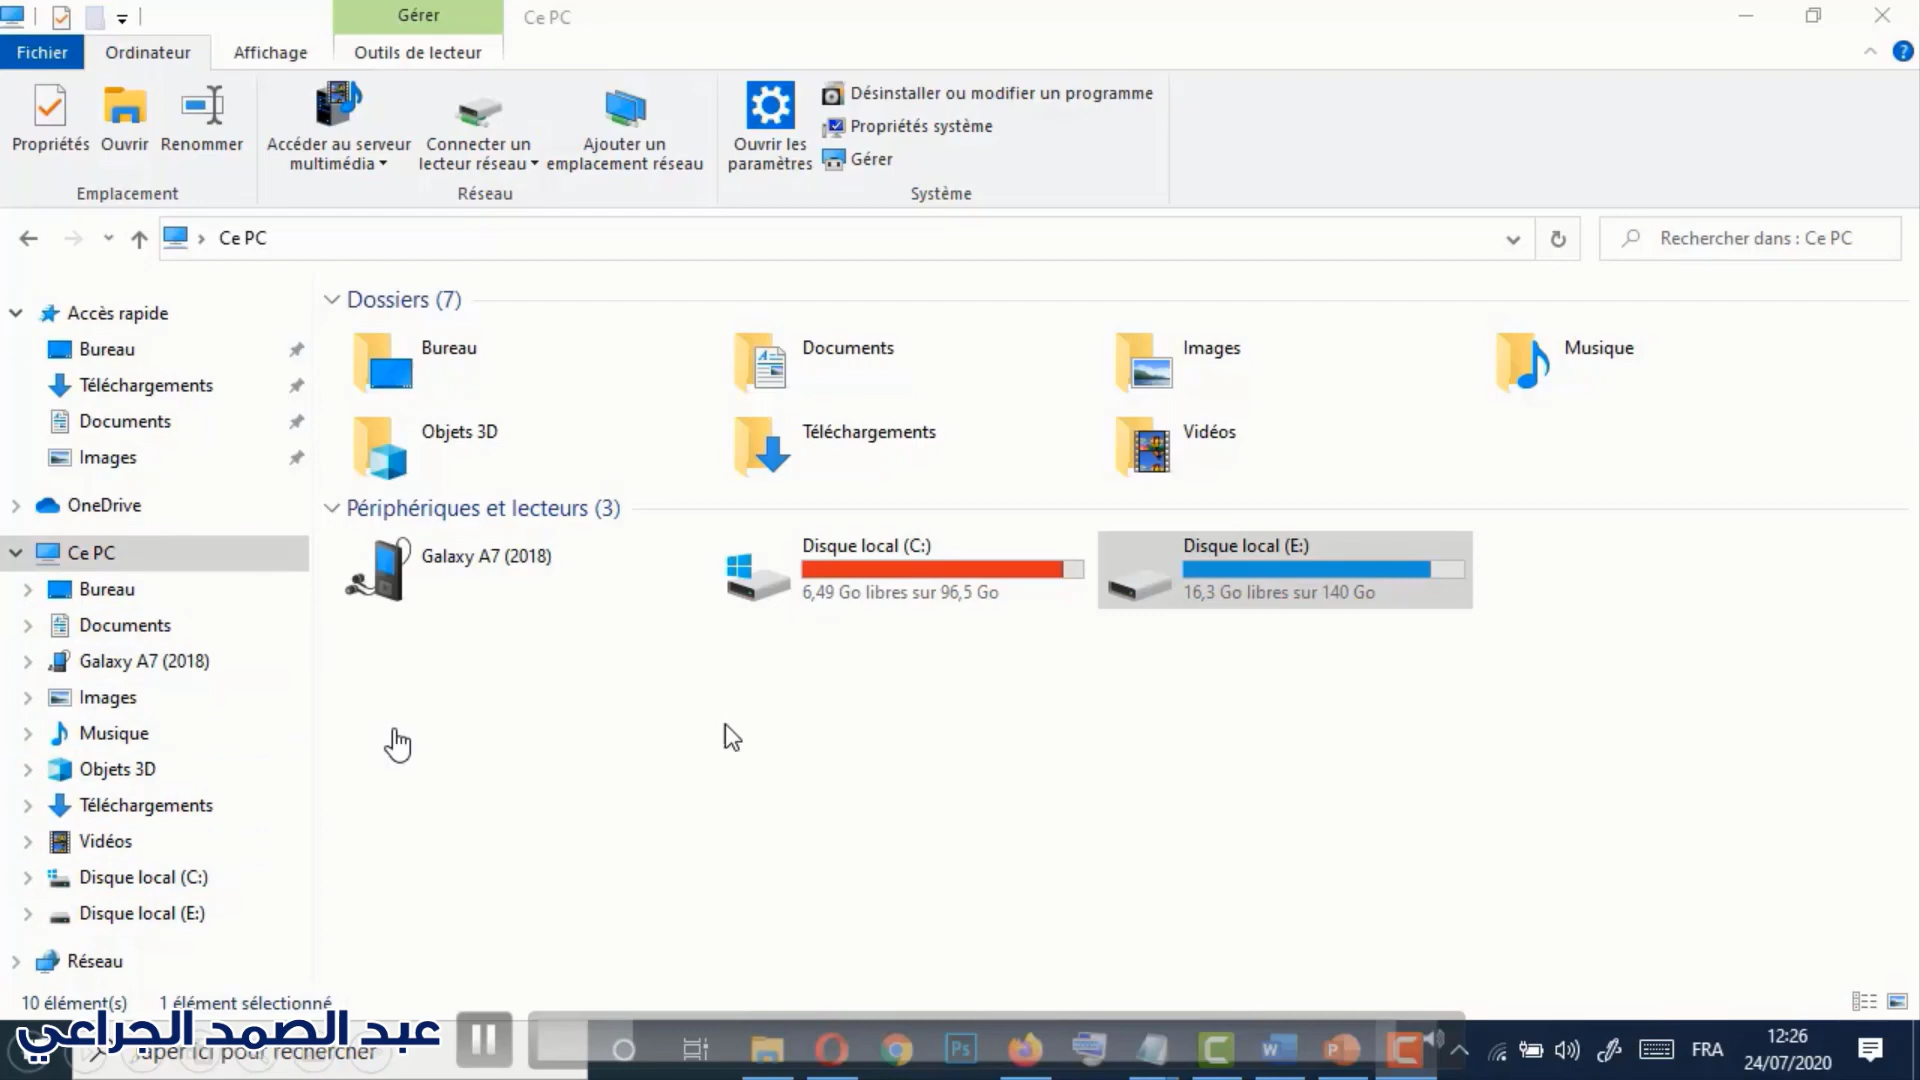 Gérer
Ce PC
Fichier
Ordinateur
Affichage
Outils de lecteur
Propriétés
Ouvrir
Renommer
Emplacement
Accéder au serveur
multimédia
Connecter un
lecteur réseau
Ajouter un
emplacement réseau
Réseau
Ouvrir les
paramètres
Désinstaller ou modifier un programme
Propriétés système
Gérer
Système
Ce PC
Rechercher dans : Ce PC
Accès rapide
Bureau
Téléchargements
Documents
Images
OneDrive
Ce PC
Bureau
Documents
Galaxy A7 (2018)
Images
Musique
Objets 3D
Téléchargements
Vidéos
Disque local (C:)
Disque local (E:)
Réseau
Dossiers (7)
Bureau
Documents
Images
Musique
Objets 3D
Téléchargements
Vidéos
Périphériques et lecteurs (3)
Galaxy A7 (2018)
Disque local (C:)
6,49 Go libres sur 96,5 Go
Disque local (E:)
16,3 Go libres sur 140 Go
10 élément(s)
1 élément sélectionné
عبد الصمد الجراعي
aper ici pour rechercher
Ps
FRA
12:26
24/07/2020